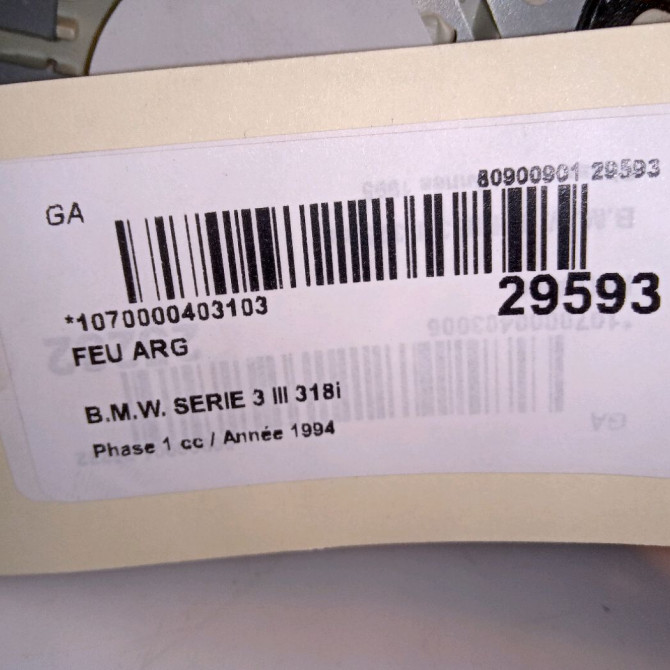 80900901 29593
GA
*1070000403103
29593
FEU ARG
B.M.W. SERIE 3 III 318i
Phase 1 cc / Année 1994